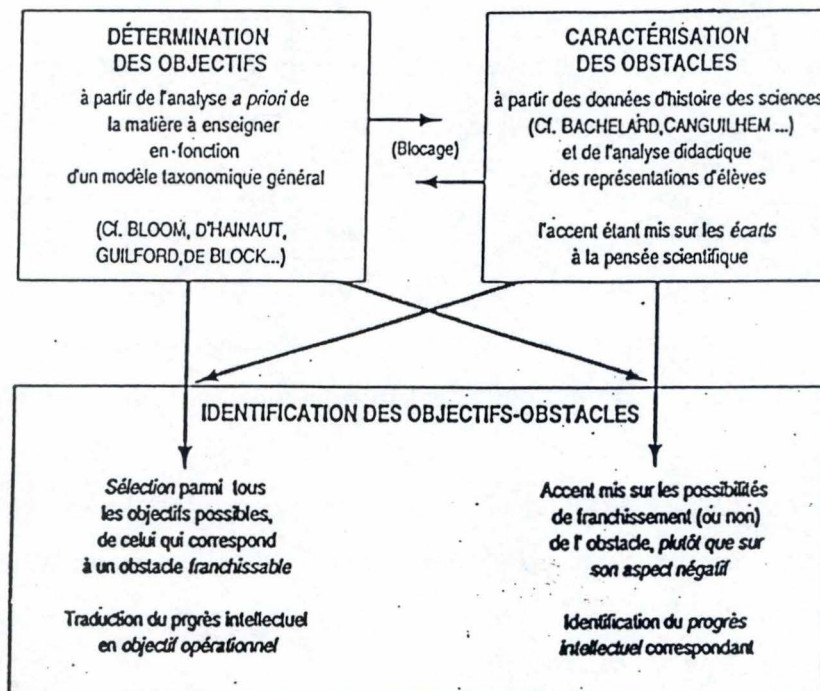 DÉTERMINATION
DES OBJECTIFS
à partir de l'analyse a priori de
la matière à enseigner
en fonction
d'un modèle taxonomique général
(Cf. BLOOM, D'HAINAUT,
GUILFORD, DE BLOCK...)
(Blocage)
CARACTÉRISATION
DES OBSTACLES
à partir des données d'histoire des sciences
(Cf. BACHELARD, CANGUILHEM ...)
et de l'analyse didactique
des représentations d'élèves
l'accent étant mis sur les écarts
à la pensée scientifique
IDENTIFICATION DES OBJECTIFS-OBSTACLES
Sélection parmi tous
les objectifs possibles,
de celui qui correspond
à un obstacle franchissable
Traduction du prgrès intellectuel
en objectif opérationnel
Accent mis sur les possibilités
de franchissement (ou non)
de l' obstacle, plutôt que sur
son aspect négatif
Identification du progrès
intellectuel correspondant